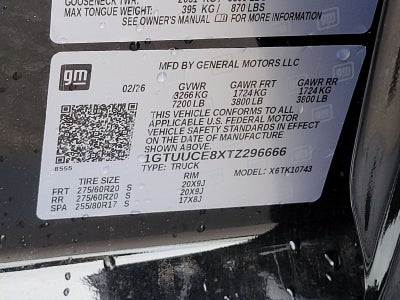 MAX TONGUE WEIGHT: 395 KG / 870 LBS
SEE OWNER'S MANUAL FOR MORE INFORMATION
gm
MFD BY GENERAL MOTORS LLC
02/26 GVWR GAWR FRT GAWR RR
3266 KG 1724 KG 1724 KG
7200 LB 3800 LB 3800 LB
THIS VEHICLE CONFORMS TO ALL
APPLICABLE U.S. FEDERAL MOTOR
VEHICLE SAFETY STANDARDS IN EFFECT
ON THE DATE OF MANUFACTURE
SHOWN ABOVE.
1GTUUCE8XTZ296666
8555
TYPE: TRUCK MODEL: X6TK10743
TIRE SIZE RIM
FRT 275/60R20 S 20X9J
RR 275/60R20 S 20X9J
SPA 255/80R17 S 17X8J